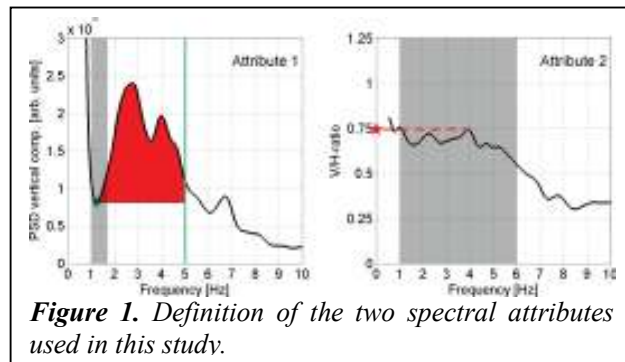 3 x 10
2.5
2
1.5
1
0.5
0
PSD vertical comp. [arb. units]
Attribute 1
0 1 2 3 4 5 6 7 8 9 10
Frequency [Hz]
1.25
1
0.75
0.25
0
V/H-ratio
Attribute 2
0 1 2 3 4 5 6 7 8 9 10
Frequency [Hz]
Figure 1. Definition of the two spectral attributes
used in this study.